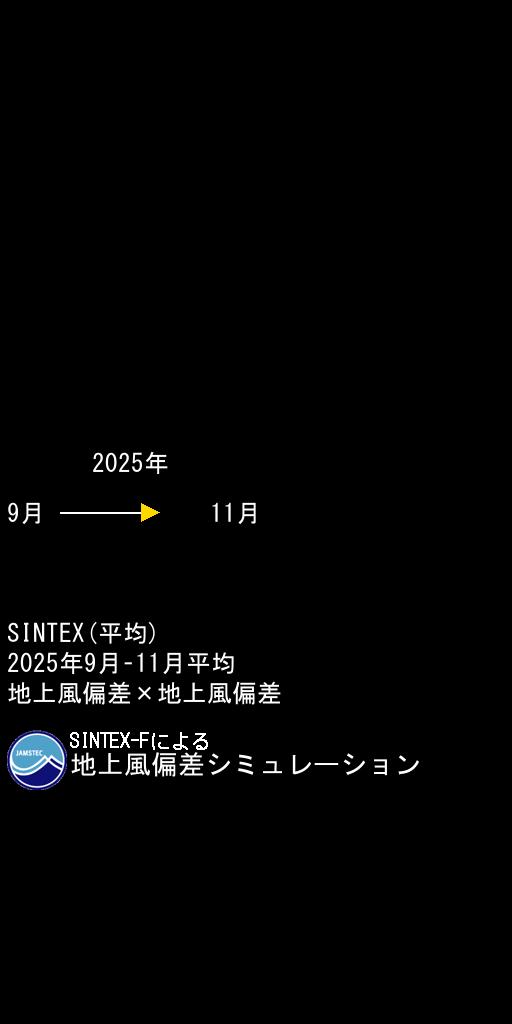 2025年
9月 11月
SINTEX(平均)
2025年9月-11月平均
地上風偏差×地上風偏差
JAMSTEC
SINTEX-Fによる
地上風偏差シミュレーション